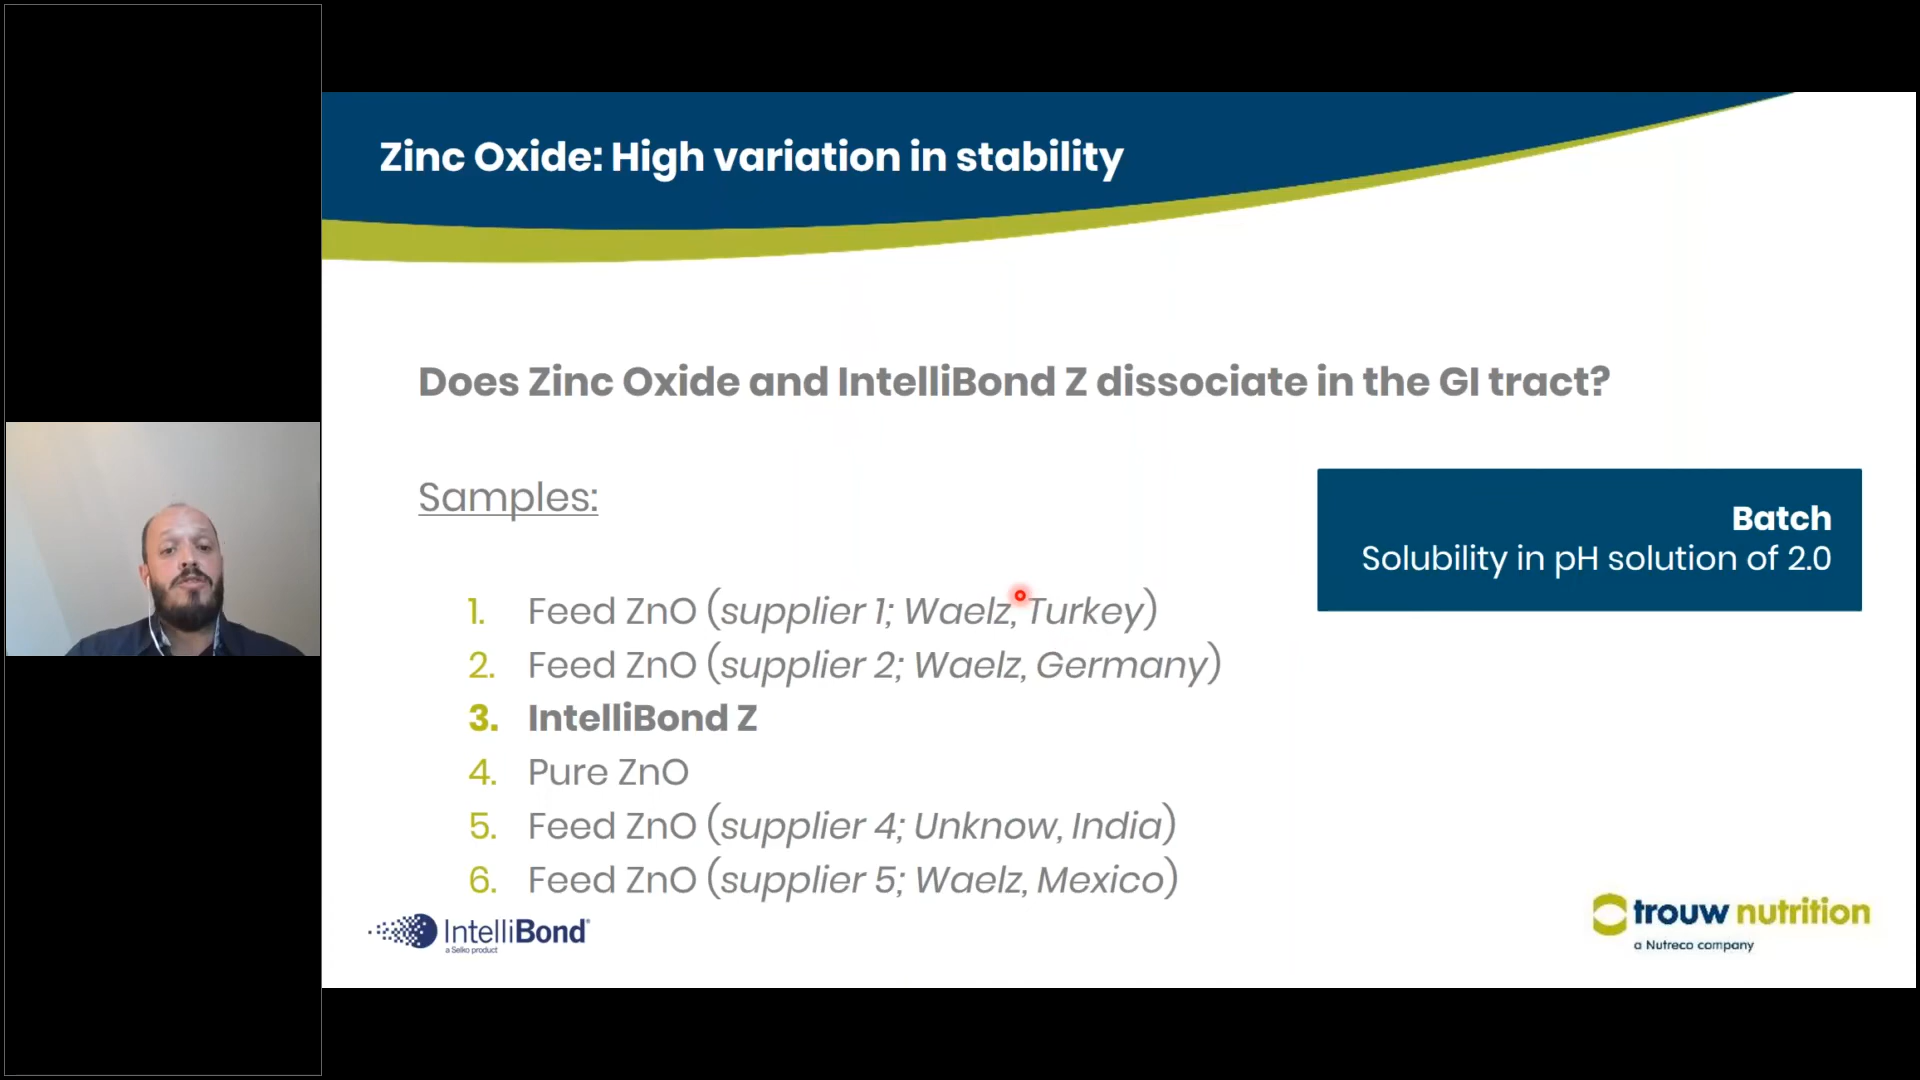 Zinc Oxide: High variation in stability
Does Zinc Oxide and IntelliBond Z dissociate in the GI tract?
Samples:
Batch
Solubility in pH solution of 2.0
1. Feed ZnO (supplier 1; Waelz, Turkey)
2. Feed ZnO (supplier 2; Waelz, Germany)
3. IntelliBond Z
4. Pure ZnO
5. Feed ZnO (supplier 4; Unknow, India)
6. Feed ZnO (supplier 5; Waelz, Mexico)
IntelliBond®
a Selko product
trouw nutrition
a Nutreco company